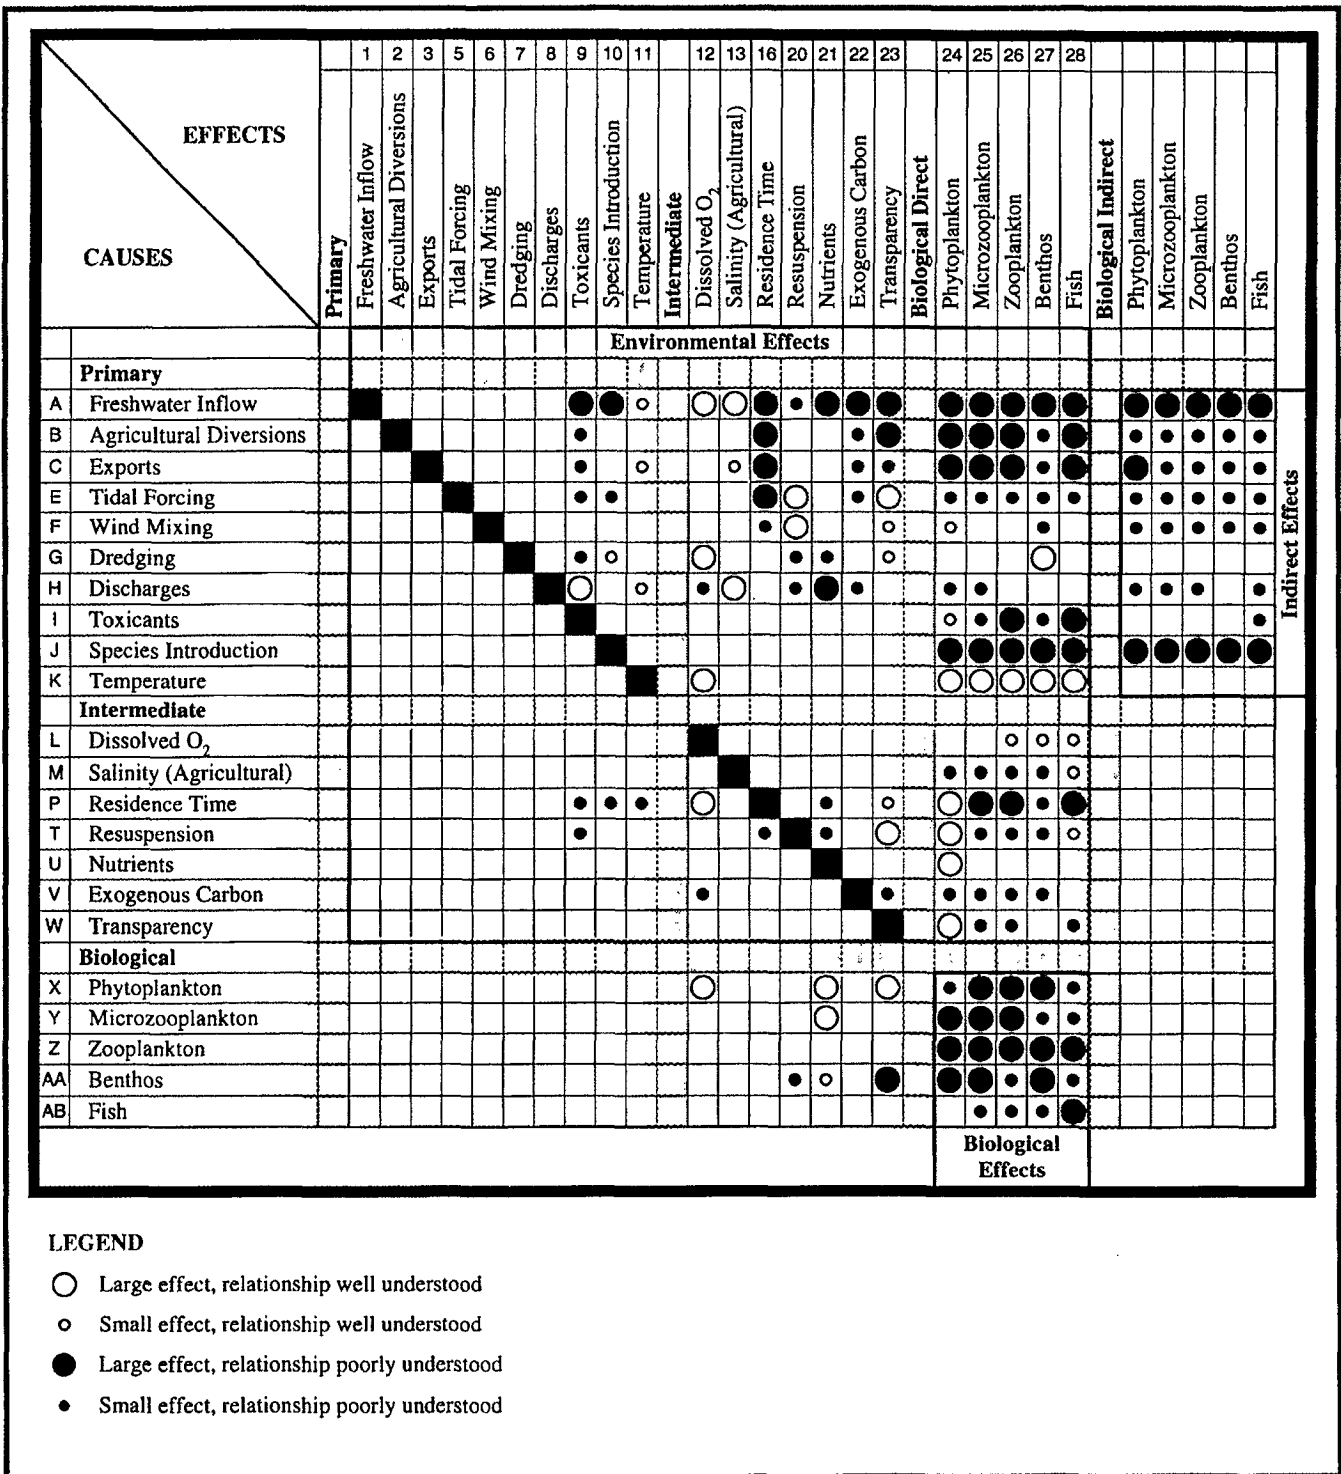 1 2 3 5 6 7 8 9 10 11 12 13 16 20 21 22 23 24 25 26 27 28
EFFECTS
CAUSES
Primary
Freshwater Inflow
Agricultural Diversions
Exports
Tidal Forcing
Wind Mixing
Dredging
Discharges
Toxicants
Species Introduction
Temperature
Intermediate
Dissolved O2
Salinity (Agricultural)
Residence Time
Resuspension
Nutrients
Exogenous Carbon
Transparency
Biological Direct
Phytoplankton
Microzooplankton
Zooplankton
Benthos
Fish
Biological Indirect
Phytoplankton
Microzooplankton
Zooplankton
Benthos
Fish
Environmental Effects
Primary
A Freshwater Inflow
B Agricultural Diversions
C Exports
E Tidal Forcing
F Wind Mixing
G Dredging
H Discharges
I Toxicants
J Species Introduction
K Temperature
Indirect Effects
Intermediate
L Dissolved O2
M Salinity (Agricultural)
P Residence Time
T Resuspension
U Nutrients
V Exogenous Carbon
W Transparency
Biological
X Phytoplankton
Y Microzooplankton
Z Zooplankton
AA Benthos
AB Fish
Biological
Effects
LEGEND
Large effect, relationship well understood
Small effect, relationship well understood
Large effect, relationship poorly understood
Small effect, relationship poorly understood